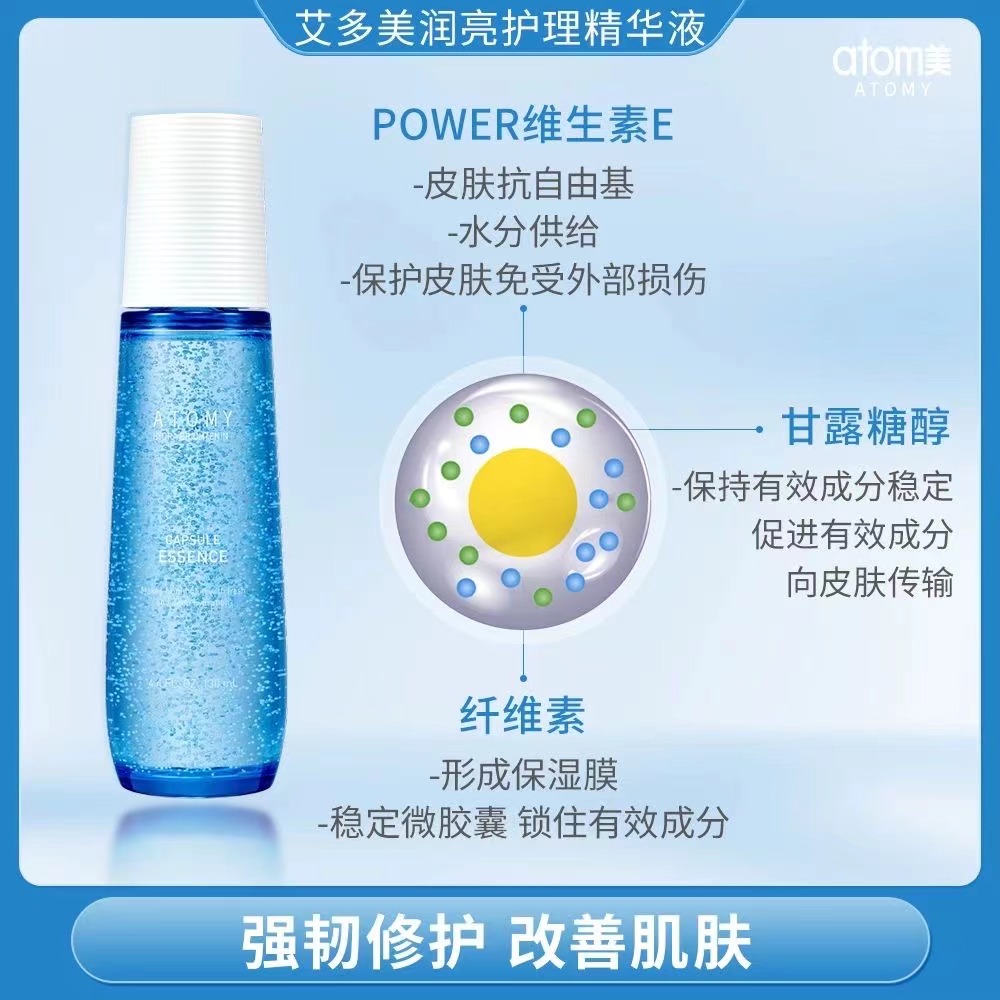 艾多美润亮护理精华液
atom美
ATOMY
POWER维生素E
-皮肤抗自由基
-水分供给
-保护皮肤免受外部损伤
甘露糖醇
-保持有效成分稳定
促进有效成分
向皮肤传输
ATOMY
CAPSULE
ESSENCE
纤维素
-形成保湿膜
-稳定微胶囊 锁住有效成分
强韧修护 改善肌肤